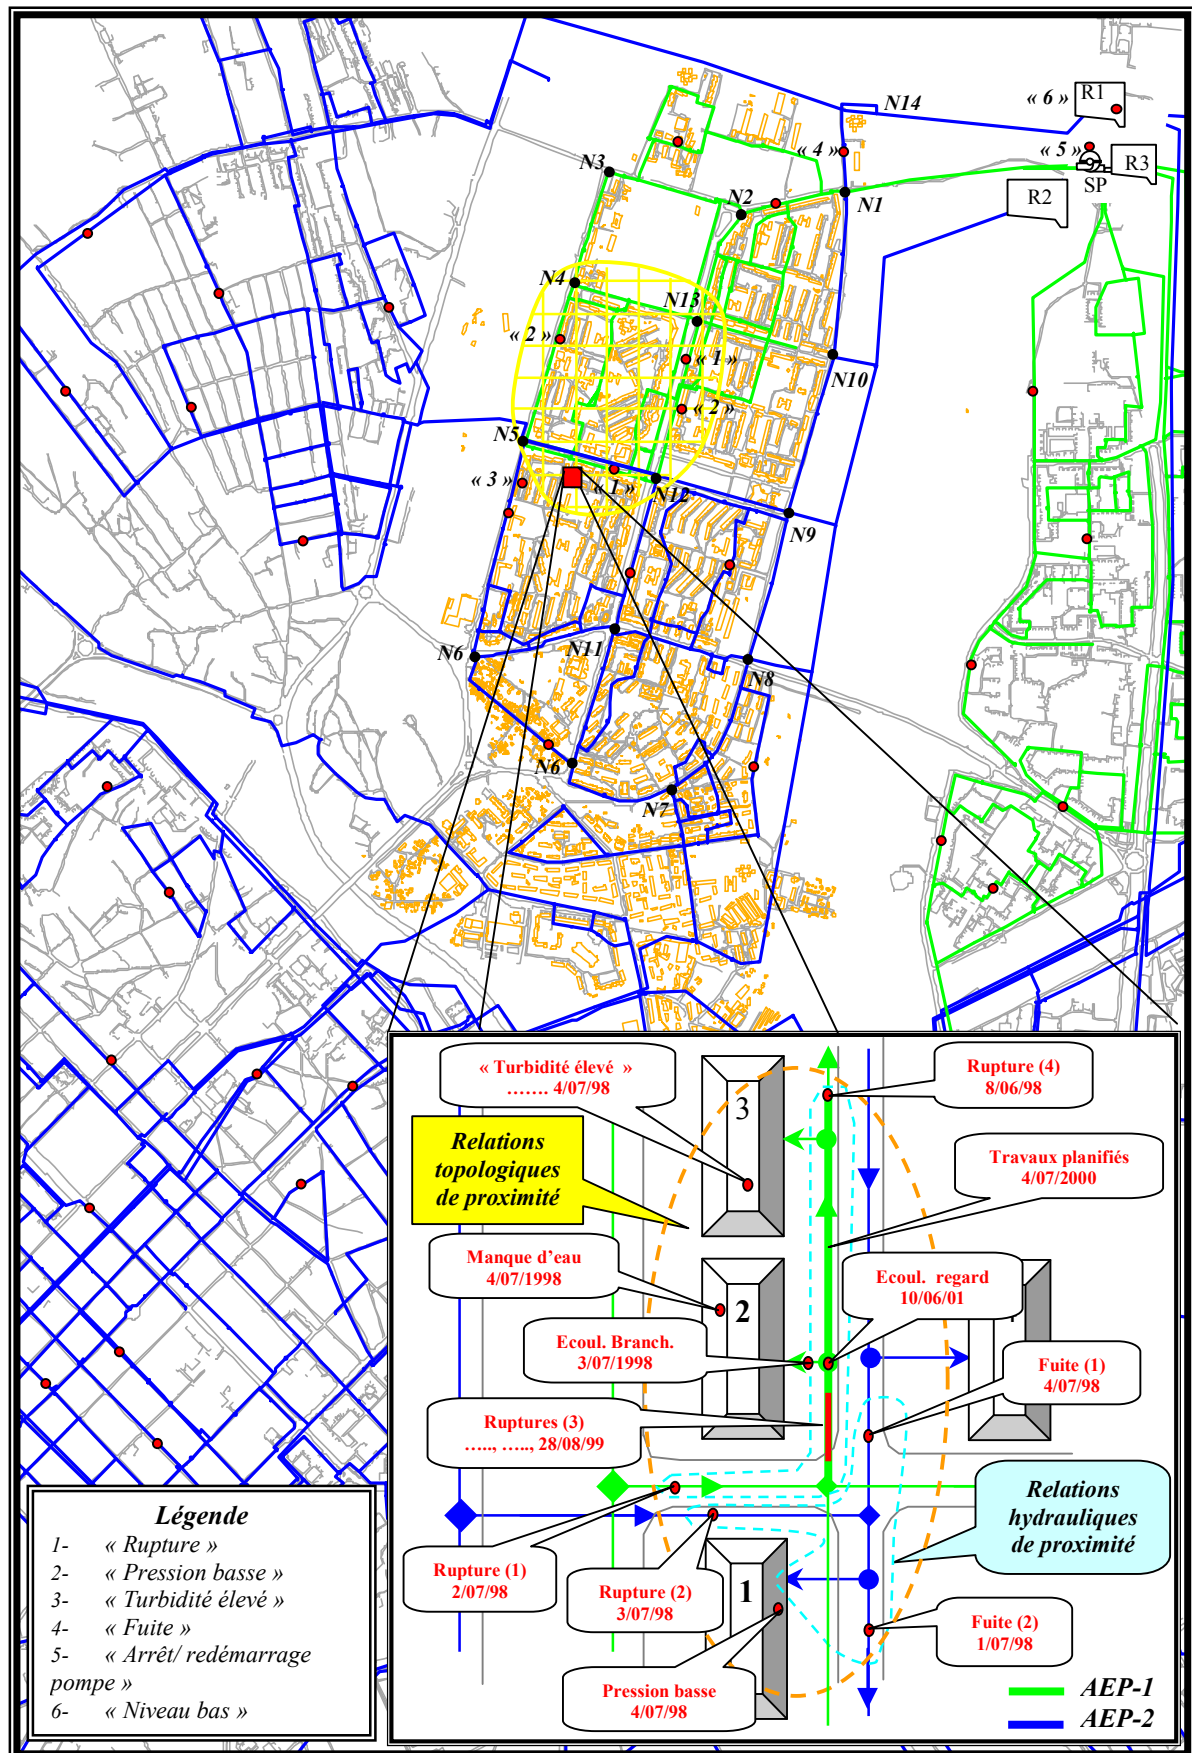 N14
« 6 »
R1
« 4 »
« 5 »
R3
SP
N3
N1
R2
N2
N4
N13
« 2 »
« 1 »
N10
« 2 »
N5
« 3 »
« 1 »
N12
N9
N11
N6
N8
N6
N7
« Turbidité élevé »
……. 4/07/98
3
Rupture (4)
8/06/98
Relations
topologiques
de proximité
Travaux planifiés
4/07/2000
Manque d'eau
4/07/1998
2
Ecoul. regard
10/06/01
Ecoul. Branch.
3/07/1998
Fuite (1)
4/07/98
Ruptures (3)
….., ….., 28/08/99
Relations
hydrauliques
de proximité
Rupture (1)
2/07/98
Rupture (2)
3/07/98
1
Fuite (2)
1/07/98
Pression basse
4/07/98
AEP-1
AEP-2
Légende
1- « Rupture »
2- « Pression basse »
3- « Turbidité élevé »
4- « Fuite »
5- « Arrêt/ redémarrage
pompe »
6- « Niveau bas »